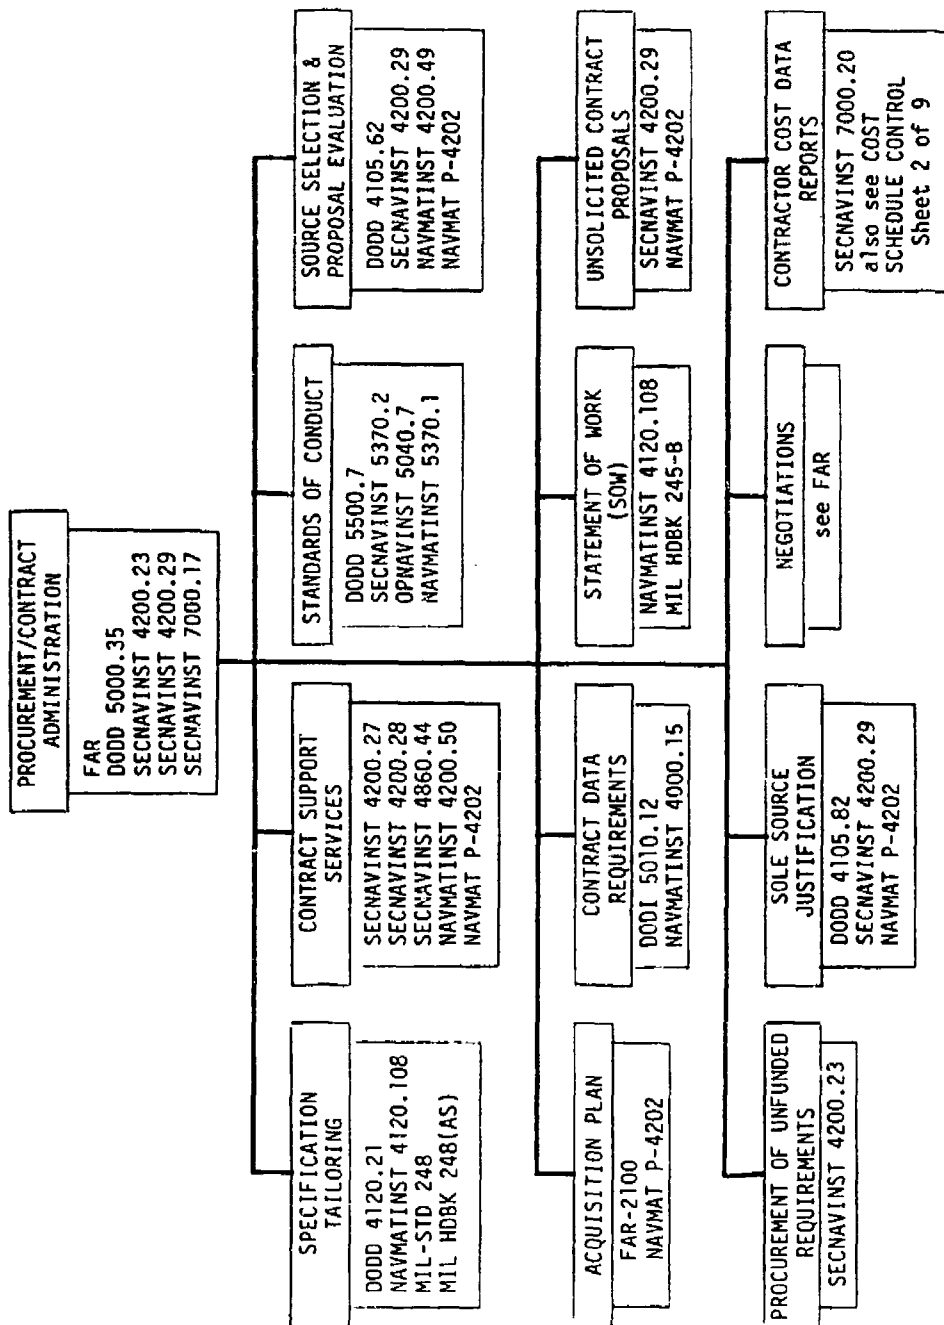 PROCUREMENT/CONTRACT
ADMINISTRATION
FAR
DODD 5000.35
SECNAVINST 4200.23
SECNAVINST 4200.29
SECNAVINST 7000.17
SPECIFICATION
TAILORING
DODD 4120.21
NAVMATINST 4120.108
MIL-STD 248
MIL HDBK 248(AS)
CONTRACT SUPPORT
SERVICES
SECNAVINST 4200.27
SECNAVINST 4200.28
SECNAVINST 4860.44
NAVMATINST 4200.50
NAVMAT P-4202
STANDARDS OF CONDUCT
DODD 5500.7
SECNAVINST 5370.2
OPNAVINST 5040.7
NAVMATINST 5370.1
SOURCE SELECTION &
PROPOSAL EVALUATION
DODD 4105.62
SECNAVINST 4200.29
NAVMATINST 4200.49
NAVMAT P-4202
ACQUISITION PLAN
FAR-2100
NAVMAT P-4202
CONTRACT DATA
REQUIREMENTS
DODI 5010.12
NAVMATINST 4000.15
STATEMENT OF WORK
(SOW)
NAVMATINST 4120.108
MIL HDBK 245-B
UNSOLICITED CONTRACT
PROPOSALS
SECNAVINST 4200.29
NAVMAT P-4202
PROCUREMENT OF UNFUNDED
REQUIREMENTS
SECNAVINST 4200.23
SOLE SOURCE
JUSTIFICATION
DODD 4105.82
SECNAVINST 4200.29
NAVMAT P-4202
NEGOTIATIONS
see FAR
CONTRACTOR COST DATA
REPORTS
SECNAVINST 7000.20
also see COST
SCHEDULE CONTROL
Sheet 2 of 9